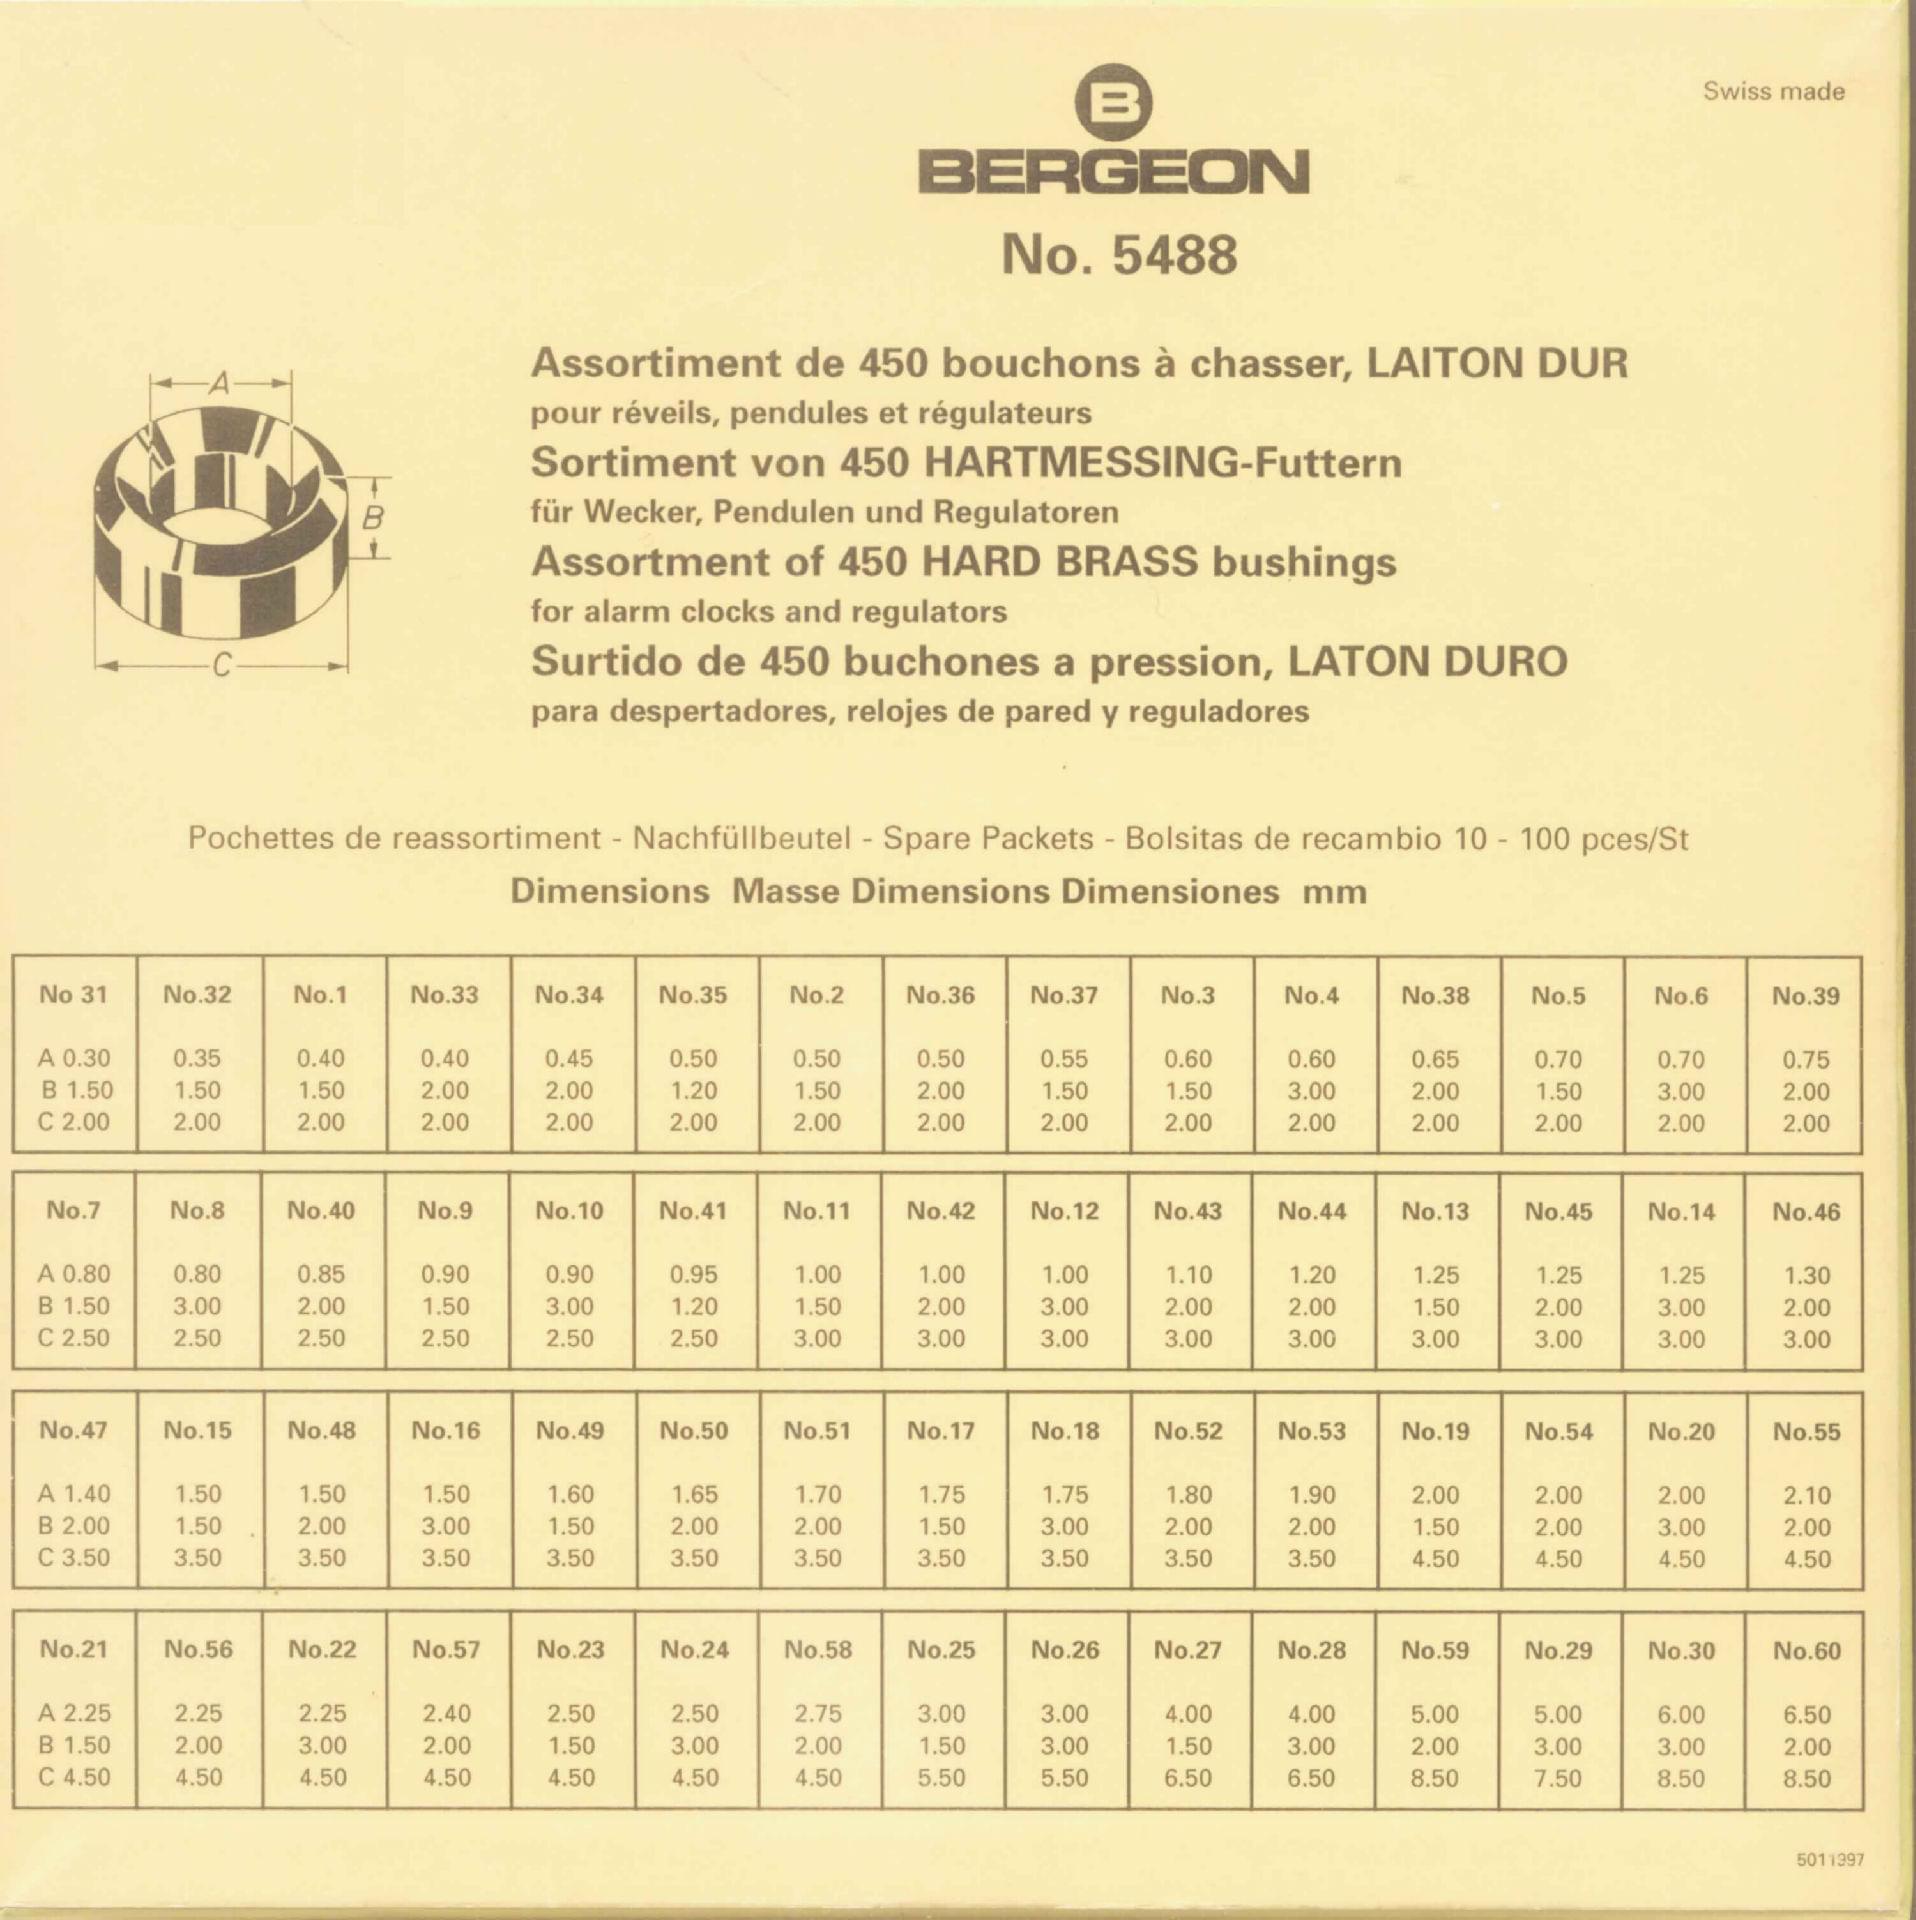 Swiss made
B
BERGEON
No. 5488
Assortiment de 450 bouchons à chasser, LAITON DUR
pour réveils, pendules et régulateurs
Sortiment von 450 HARTMESSING-Futtern
für Wecker, Pendulen und Regulatoren
Assortment of 450 HARD BRASS bushings
for alarm clocks and regulators
Surtido de 450 buchones a pression, LATON DURO
para despertadores, relojes de pared y reguladores
A
B
C
Pochettes de reassortiment - Nachfüllbeutel - Spare Packets - Bolsitas de recambio 10 - 100 pces/St
Dimensions Masse Dimensions Dimensiones mm
No 31 No.32 No.1 No.33 No.34 No.35 No.2 No.36 No.37 No.3 No.4 No.38 No.5 No.6 No.39
A 0.30 0.35 0.40 0.40 0.45 0.50 0.50 0.50 0.55 0.60 0.60 0.65 0.70 0.70 0.75
B 1.50 1.50 1.50 2.00 2.00 1.20 1.50 2.00 1.50 1.50 3.00 2.00 1.50 3.00 2.00
C 2.00 2.00 2.00 2.00 2.00 2.00 2.00 2.00 2.00 2.00 2.00 2.00 2.00 2.00 2.00
No.7 No.8 No.40 No.9 No.10 No.41 No.11 No.42 No.12 No.43 No.44 No.13 No.45 No.14 No.46
A 0.80 0.80 0.85 0.90 0.90 0.95 1.00 1.00 1.00 1.10 1.20 1.25 1.25 1.25 1.30
B 1.50 3.00 2.00 1.50 3.00 1.20 1.50 2.00 3.00 2.00 2.00 1.50 2.00 3.00 2.00
C 2.50 2.50 2.50 2.50 2.50 2.50 3.00 3.00 3.00 3.00 3.00 3.00 3.00 3.00 3.00
No.47 No.15 No.48 No.16 No.49 No.50 No.51 No.17 No.18 No.52 No.53 No.19 No.54 No.20 No.55
A 1.40 1.50 1.50 1.50 1.60 1.65 1.70 1.75 1.75 1.80 1.90 2.00 2.00 2.00 2.10
B 2.00 1.50 2.00 3.00 1.50 2.00 2.00 1.50 3.00 2.00 2.00 1.50 2.00 3.00 2.00
C 3.50 3.50 3.50 3.50 3.50 3.50 3.50 3.50 3.50 3.50 3.50 4.50 4.50 4.50 4.50
No.21 No.56 No.22 No.57 No.23 No.24 No.58 No.25 No.26 No.27 No.28 No.59 No.29 No.30 No.60
A 2.25 2.25 2.25 2.40 2.50 2.50 2.75 3.00 3.00 4.00 4.00 5.00 5.00 6.00 6.50
B 1.50 2.00 3.00 2.00 1.50 3.00 2.00 1.50 3.00 1.50 3.00 2.00 3.00 3.00 2.00
C 4.50 4.50 4.50 4.50 4.50 4.50 4.50 5.50 5.50 6.50 6.50 8.50 7.50 8.50 8.50
5011397